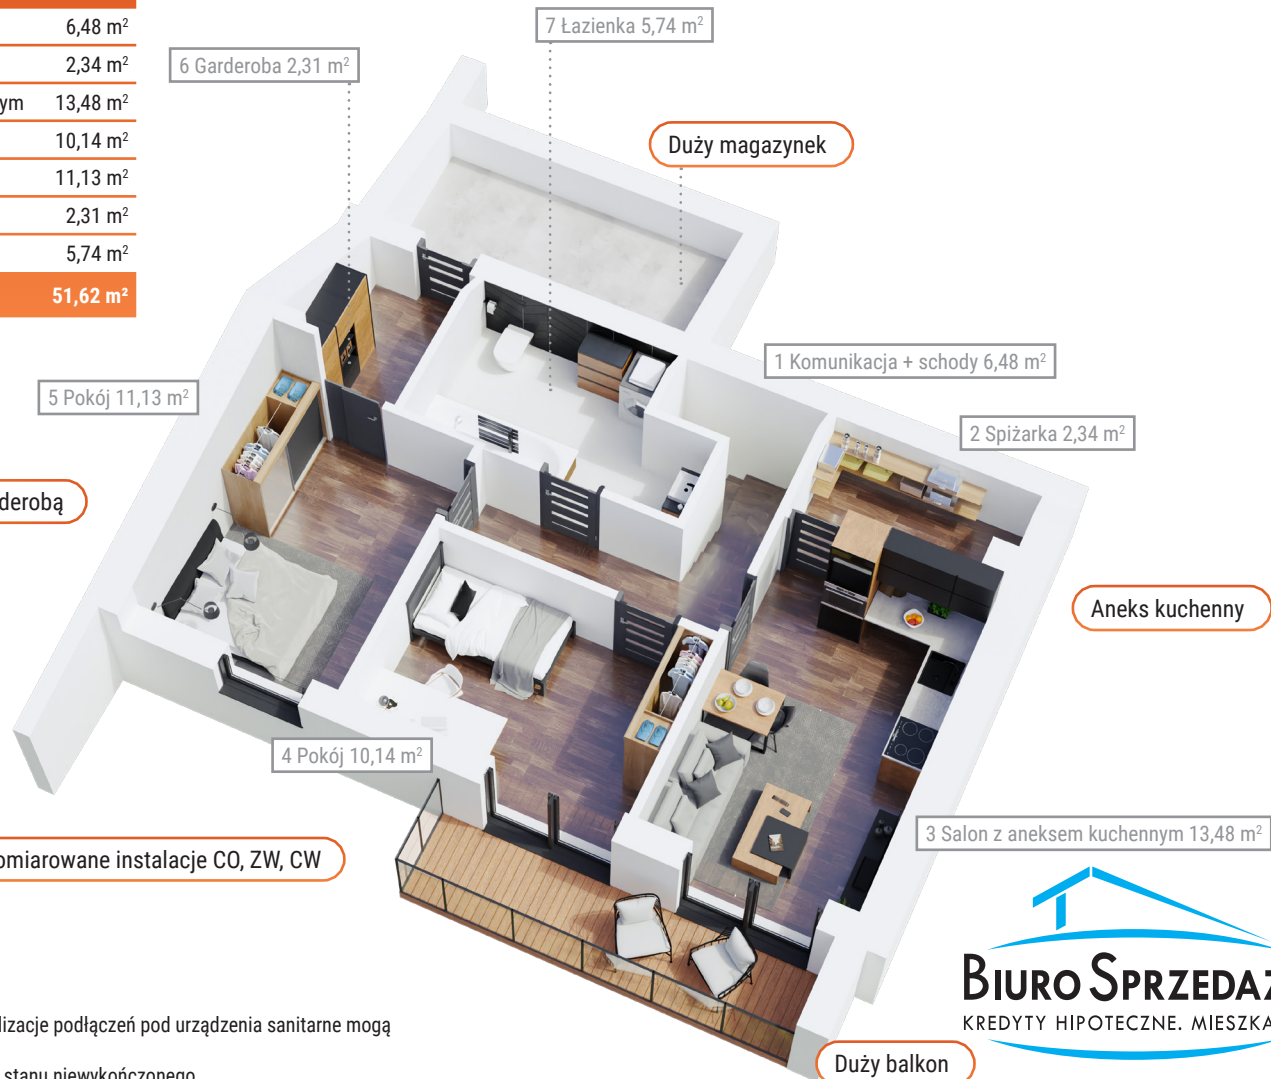 6,48 m²
2,34 m²
ym 13,48 m²
10,14 m²
11,13 m²
2,31 m²
5,74 m²
51,62 m²
7 Łazienka 5,74 m²
6 Garderoba 2,31 m²
Duży magazynek
1 Komunikacja + schody 6,48 m²
5 Pokój 11,13 m²
2 Spiżarka 2,34 m²
derobą
Aneks kuchenny
4 Pokój 10,14 m²
3 Salon z aneksem kuchennym 13,48 m²
omiarowane instalacje CO, ZW, CW
BIURO SPRZEDAŻ
KREDYTY HIPOTECZNE. MIESZKA
lizacje podłączeń pod urządzenia sanitarne mogą
Duży balkon
stanu niewykończonego